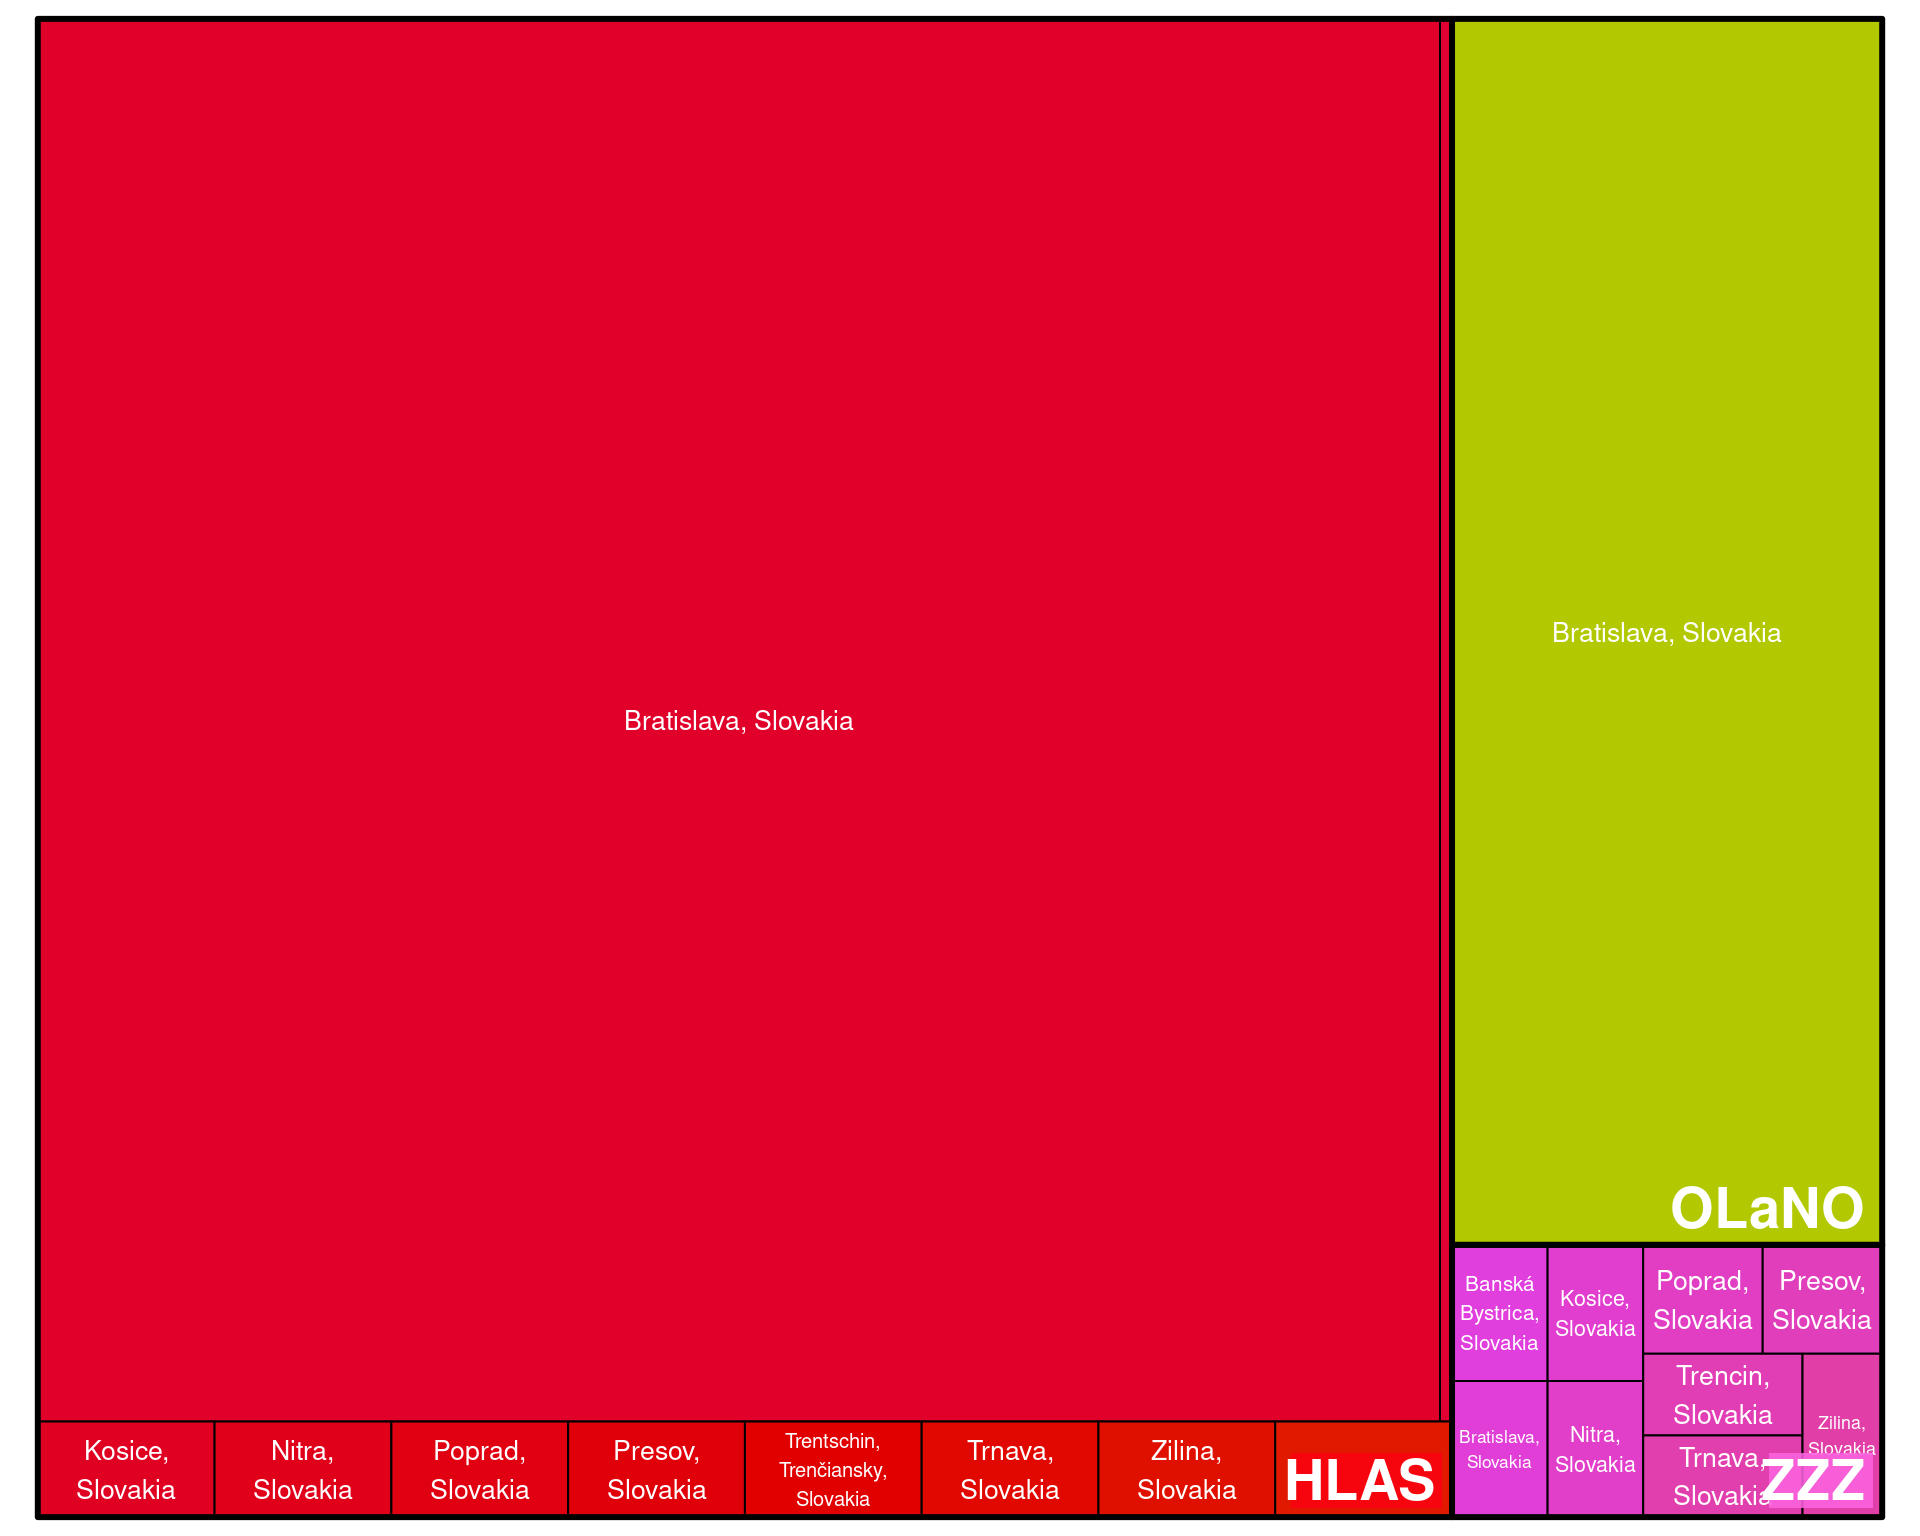 Bratislava, Slovakia
Kosice,
Slovakia
Nitra,
Slovakia
Poprad,
Slovakia
Presov,
Slovakia
Trentschin,
Trenčiansky,
Slovakia
Trnava,
Slovakia
Zilina,
Slovakia
HLAS
Bratislava, Slovakia
OLaNO
Banská
Bystrica,
Slovakia
Kosice,
Slovakia
Poprad,
Slovakia
Presov,
Slovakia
Bratislava,
Slovakia
Nitra,
Slovakia
Trencin,
Slovakia
Trnava,
Slovakia
Zilina,
Slovakia
ZZZ